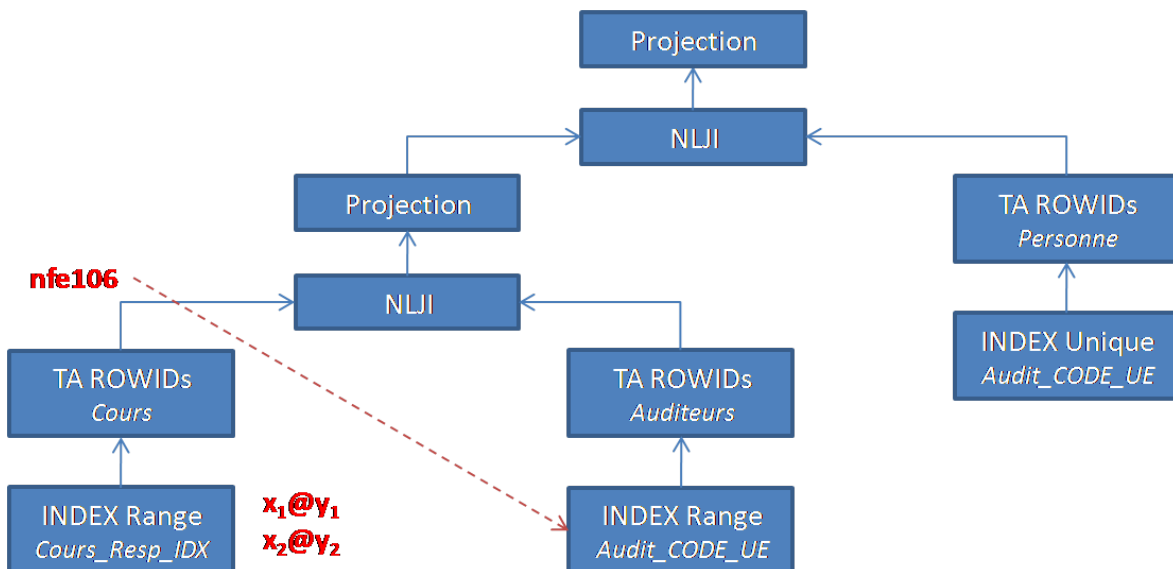 Projection
NLJI
Projection
TA ROWIDs
Personne
nfe106
NLJI
INDEX Unique
Audit_CODE_UE
TA ROWIDs
Cours
TA ROWIDs
Auditeurs
INDEX Range
Cours_Resp_IDX
x₁@y₁
x₂@y₂
INDEX Range
Audit_CODE_UE